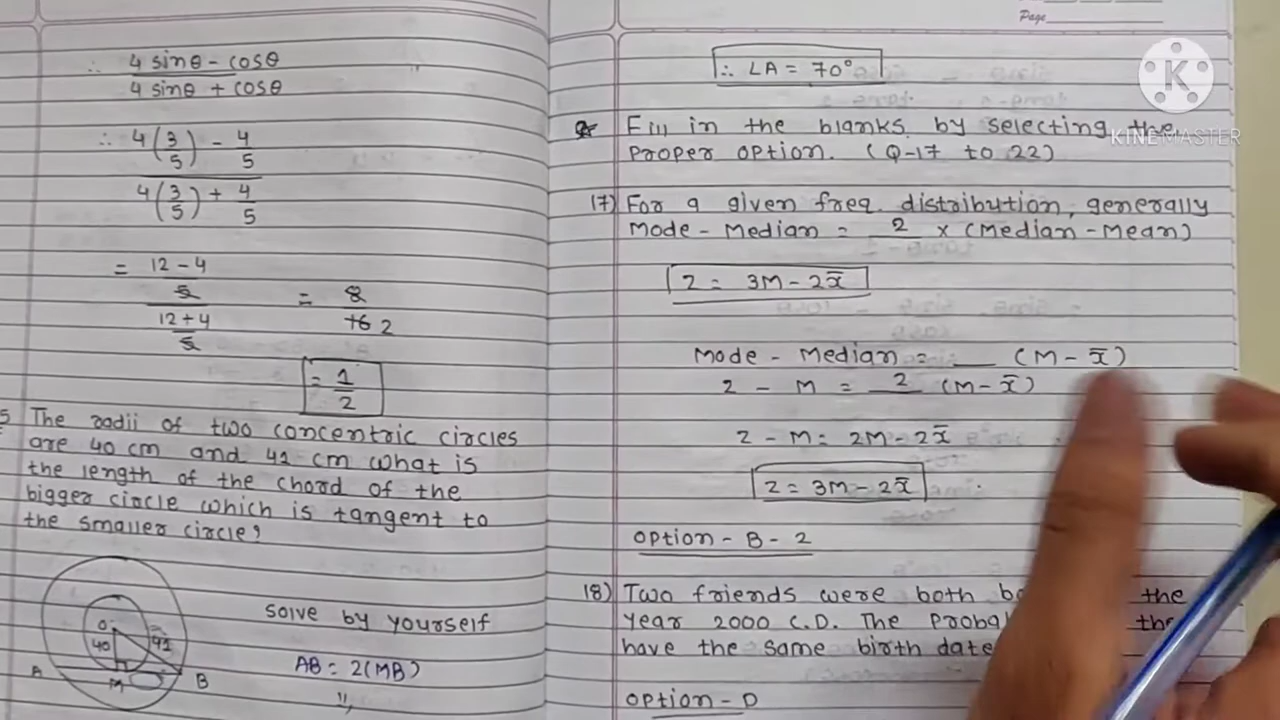 ∴ 4 sinθ - cosθ
4 sinθ + cosθ
∴ 4(3/5) - 4/5
4(3/5) + 4/5
= 12 - 4
5
12 + 4
5
= 8
16 2
= 1
2
5 The radii of two concentric circles
are 40 cm and 42 cm what is
the length of the chord of the
bigger circle which is tangent to
the smaller circle?
Solve by yourself
O
40
42
A
M
B
AB = 2(MB)
Page
∴ ∠A = 70°
K
KINEMASTER
Fill in the blanks by selecting the
proper option. (Q-17 to 22)
17) For a given freq. distribution, generally
Mode - Median = 2 × (Median - Mean)
Z = 3M - 2x̄
Mode - Median = __ (M - x̄)
Z - M = 2 (M - x̄)
Z - M = 2M - 2x̄
Z = 3M - 2x̄
Option - B - 2
18) Two friends were both the
year 2000 C.D. The
have the same birth date
Option - D